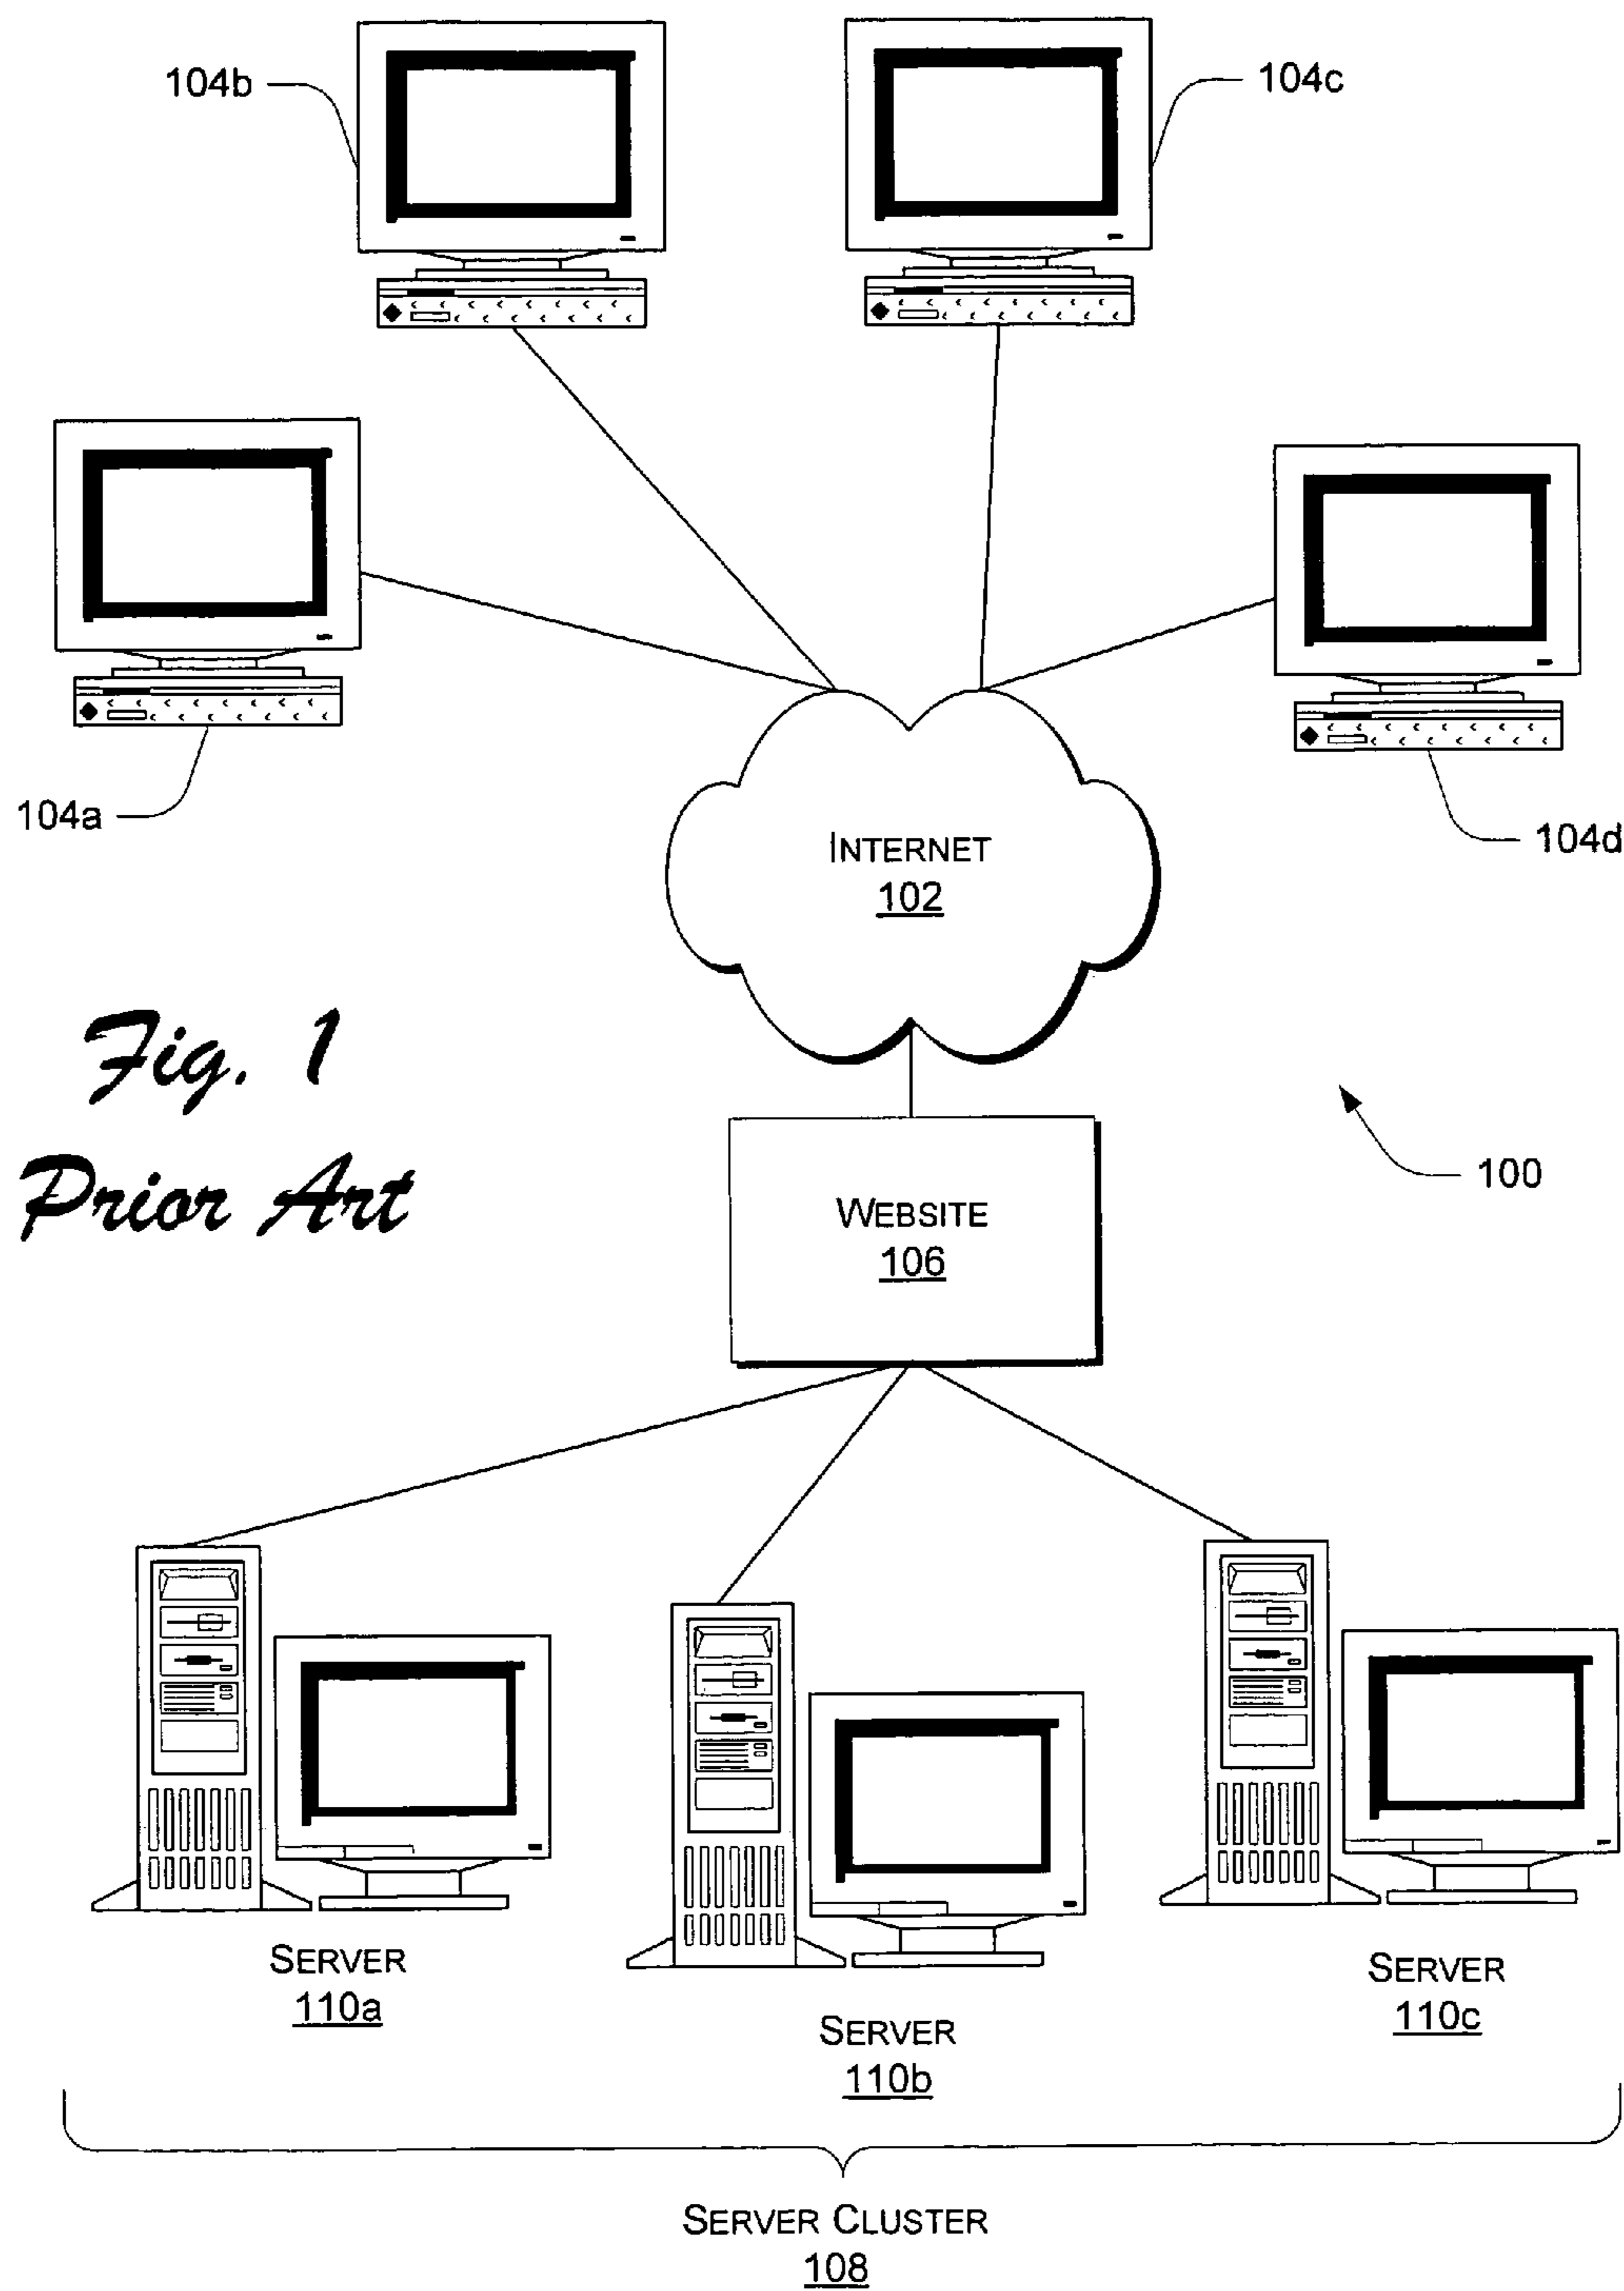 104b
104c
104a
104d
INTERNET
102
Fig. 1
Prior Art
100
WEBSITE
106
SERVER
110a
SERVER
110b
SERVER
110c
SERVER CLUSTER
108